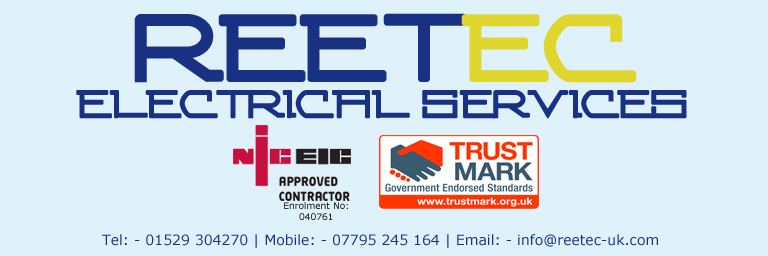 REETEC
ELECTRICAL SERVICES
NICEIC
APPROVED
CONTRACTOR
Enrolment No:
040761
TRUST
MARK
Government Endorsed Standards
www.trustmark.org.uk
Tel: - 01529 304270 | Mobile: - 07795 245 164 | Email: - info@reetec-uk.com